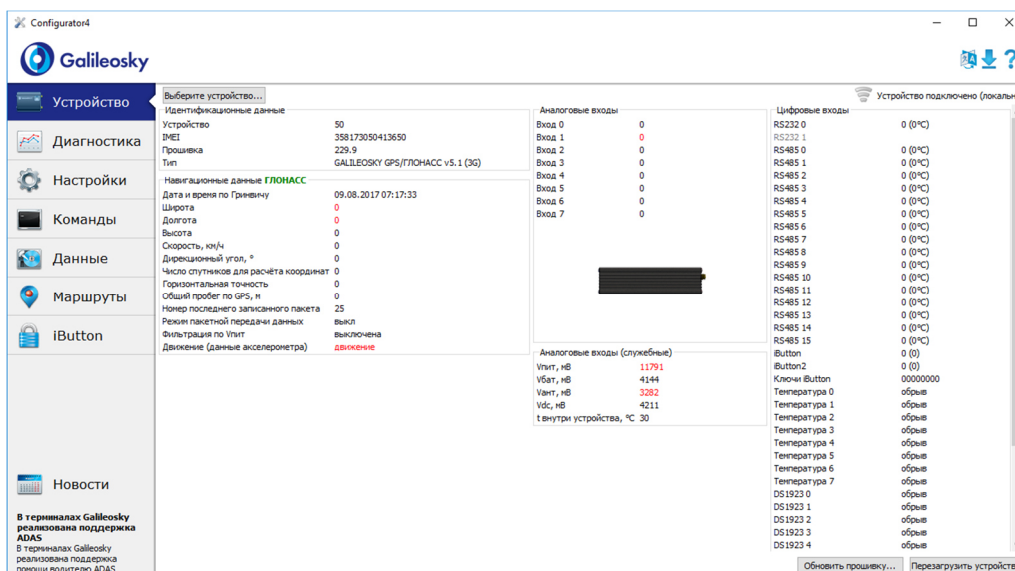 Configurator4
Galileosky
Устройство
Диагностика
Настройки
Команды
Данные
Маршруты
iButton
Новости
В терминалах Galileosky
реализована поддержка
ADAS
В терминалах Galileosky
реализована поддержка
помощи водителю ADAS
Выберите устройство...
Устройство подключено (локальн
Идентификационные данные
Устройство 50
IMEI 358173050413650
Прошивка 229.9
Тип GALILEOSKY GPS/ГЛОНАСС v5.1 (3G)
Навигационные данные ГЛОНАСС
Дата и время по Гринвичу 09.08.2017 07:17:33
Широта 0
Долгота 0
Высота 0
Скорость, км/ч 0
Дирекционный угол, ° 0
Число спутников для расчёта координат 0
Горизонтальная точность 0
Общий пробег по GPS, м 0
Номер последнего записанного пакета 25
Режим пакетной передачи данных выкл
Фильтрация по Vпит выключена
Движение (данные акселерометра) движение
Аналоговые входы
Вход 0 0
Вход 1 0
Вход 2 0
Вход 3 0
Вход 4 0
Вход 5 0
Вход 6 0
Вход 7 0
Аналоговые входы (служебные)
Vпит, мВ 11791
Vбат, мВ 4144
Vант, мВ 3282
Vdc, мВ 4211
t внутри устройства, °C 30
Цифровые входы
RS232 0 0 (0°C)
RS232 1
RS485 0 0 (0°C)
RS485 1 0 (0°C)
RS485 2 0 (0°C)
RS485 3 0 (0°C)
RS485 4 0 (0°C)
RS485 5 0 (0°C)
RS485 6 0 (0°C)
RS485 7 0 (0°C)
RS485 8 0 (0°C)
RS485 9 0 (0°C)
RS485 10 0 (0°C)
RS485 11 0 (0°C)
RS485 12 0 (0°C)
RS485 13 0 (0°C)
RS485 14 0 (0°C)
RS485 15 0 (0°C)
iButton 0 (0)
iButton2 0 (0)
Ключи iButton 00000000
Температура 0 обрыв
Температура 1 обрыв
Температура 2 обрыв
Температура 3 обрыв
Температура 4 обрыв
Температура 5 обрыв
Температура 6 обрыв
Температура 7 обрыв
DS1923 0 обрыв
DS1923 1 обрыв
DS1923 2 обрыв
DS1923 3 обрыв
DS1923 4 обрыв
Обновить прошивку...
Перезагрузить устройств